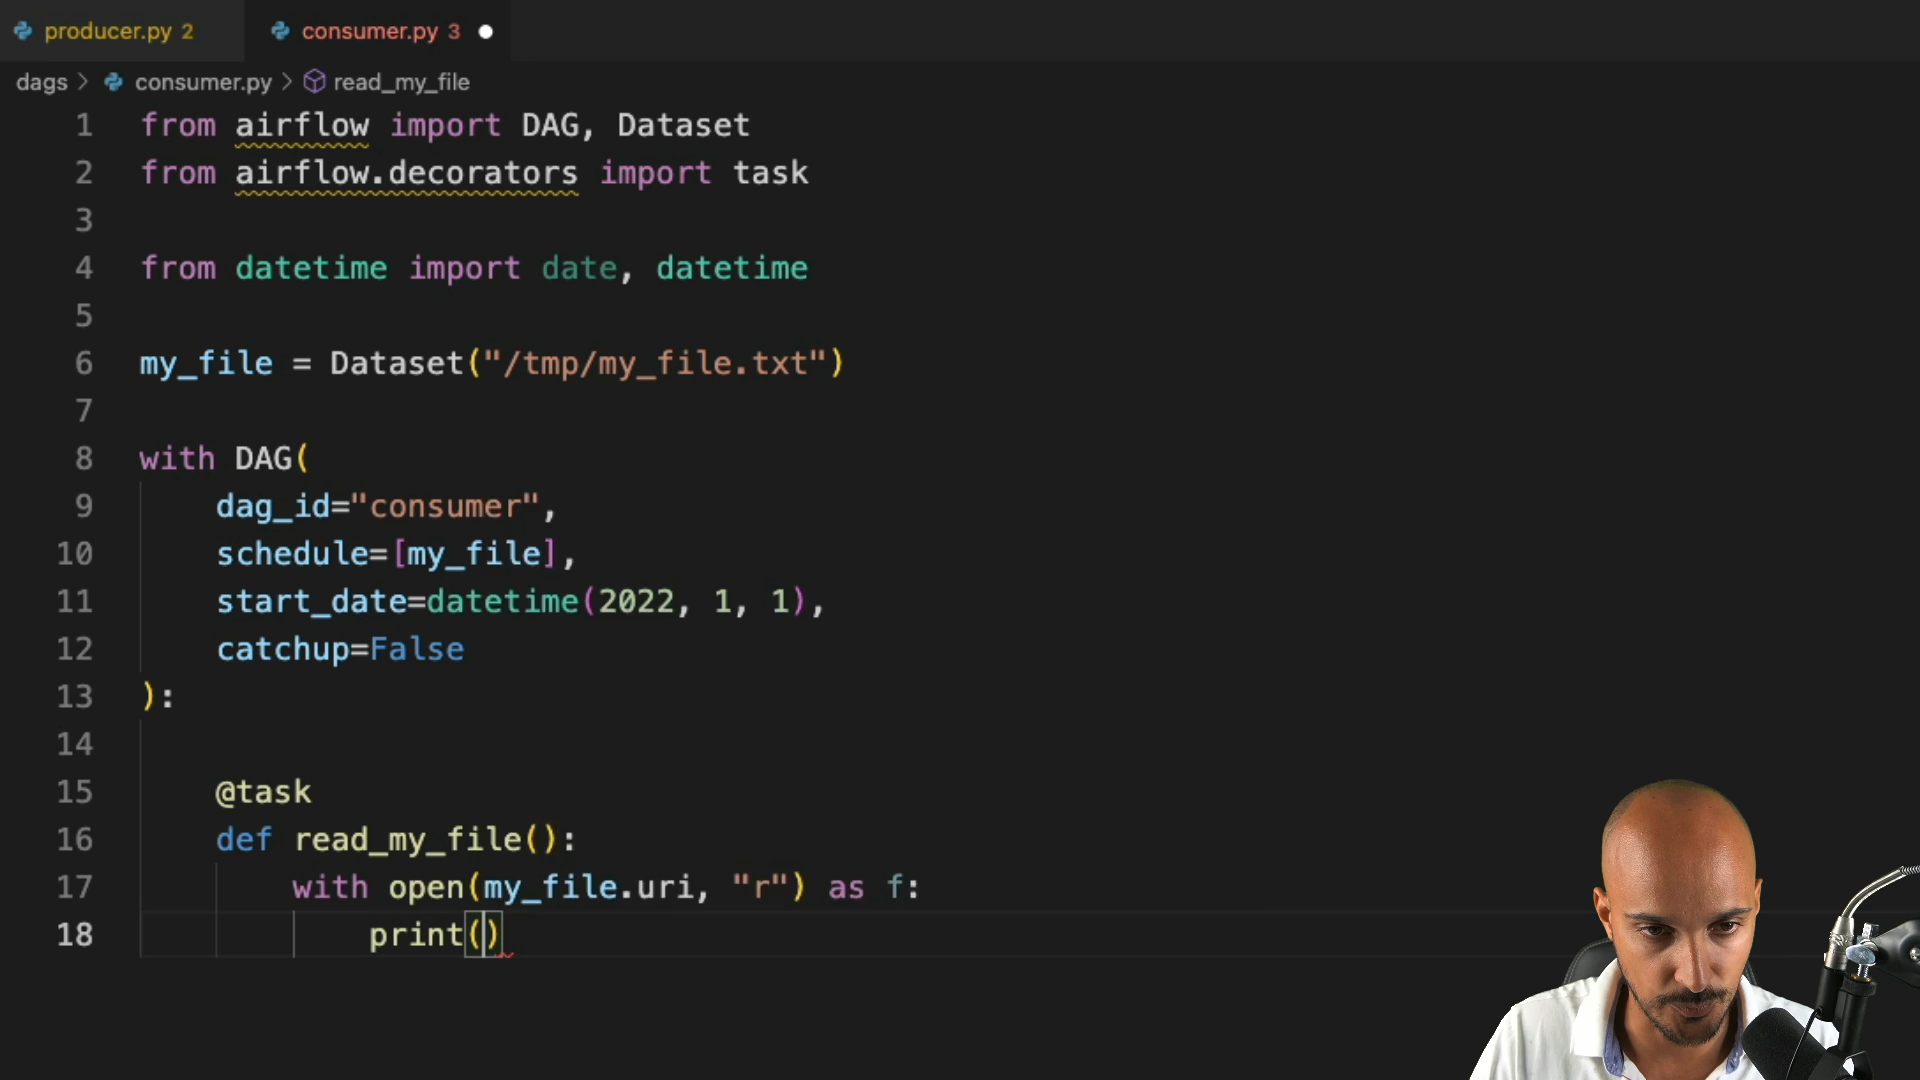 producer.py 2 consumer.py 3
dags > consumer.py > read_my_file
1 from airflow import DAG, Dataset
2 from airflow.decorators import task
3
4 from datetime import date, datetime
5
6 my_file = Dataset("/tmp/my_file.txt")
7
8 with DAG(
9     dag_id="consumer",
10     schedule=[my_file],
11     start_date=datetime(2022, 1, 1),
12     catchup=False
13 ):
14
15     @task
16     def read_my_file():
17         with open(my_file.uri, "r") as f:
18             print()